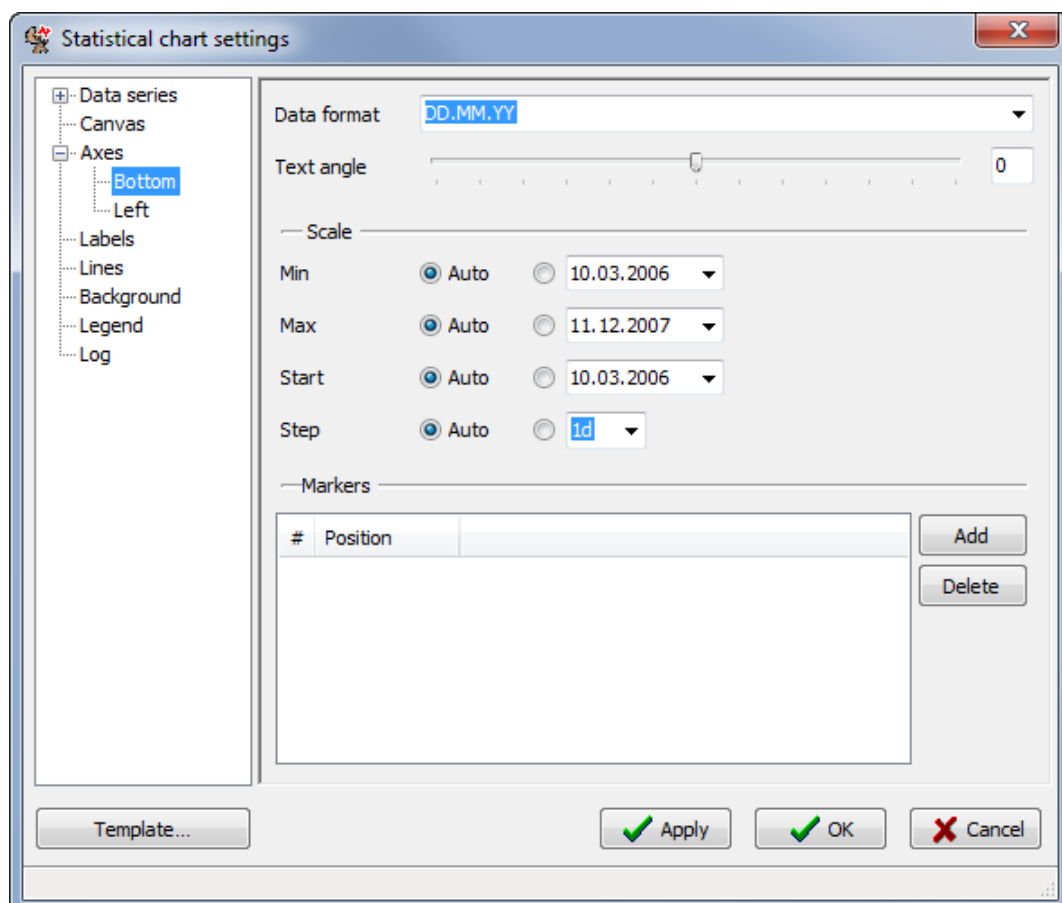 Statistical chart settings
Data series
Canvas
Axes
Bottom
Left
Labels
Lines
Background
Legend
Log
Data format DD.MM.YY
Text angle 0
Scale
Min Auto 10.03.2006
Max Auto 11.12.2007
Start Auto 10.03.2006
Step Auto 1d
Markers
# Position
Add
Delete
Template... Apply OK Cancel